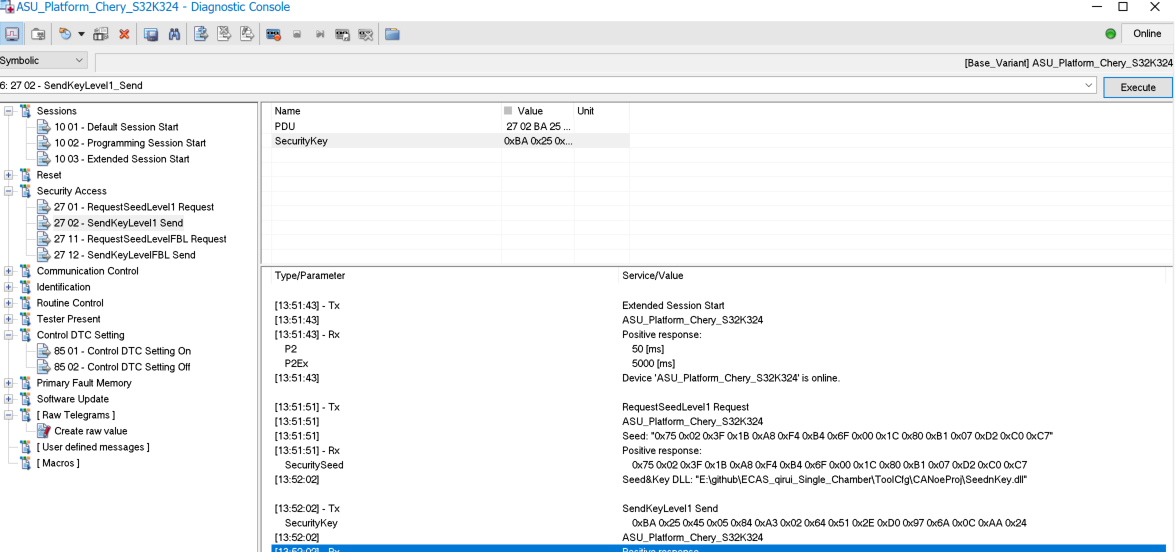 ASU_Platform_Chery_S32K324 - Diagnostic Console
Online
Symbolic
[Base_Variant] ASU_Platform_Chery_S32K324
6: 27 02 - SendKeyLevel1_Send
Execute
Sessions
10 01 - Default Session Start
10 02 - Programming Session Start
10 03 - Extended Session Start
Reset
Security Access
27 01 - RequestSeedLevel1 Request
27 02 - SendKeyLevel1 Send
27 11 - RequestSeedLevelFBL Request
27 12 - SendKeyLevelFBL Send
Communication Control
Identification
Routine Control
Tester Present
Control DTC Setting
85 01 - Control DTC Setting On
85 02 - Control DTC Setting Off
Primary Fault Memory
Software Update
[ Raw Telegrams ]
Create raw value
[ User defined messages ]
[ Macros ]
Name Value Unit
PDU 27 02 BA 25 ...
SecurityKey 0xBA 0x25 0x...
Type/Parameter Service/Value
[13:51:43] - Tx Extended Session Start
[13:51:43] ASU_Platform_Chery_S32K324
[13:51:43] - Rx Positive response:
P2 50 [ms]
P2Ex 5000 [ms]
[13:51:43] Device 'ASU_Platform_Chery_S32K324' is online.
[13:51:51] - Tx RequestSeedLevel1 Request
[13:51:51] ASU_Platform_Chery_S32K324
[13:51:51] Seed: "0x75 0x02 0x3F 0x1B 0xA8 0xF4 0xB4 0x6F 0x00 0x1C 0x80 0xB1 0x07 0xD2 0xC0 0xC7"
[13:51:51] - Rx Positive response:
SecuritySeed 0x75 0x02 0x3F 0x1B 0xA8 0xF4 0xB4 0x6F 0x00 0x1C 0x80 0xB1 0x07 0xD2 0xC0 0xC7
[13:52:02] Seed&Key DLL: "E:\github\ECAS_qirui_Single_Chamber\ToolCfg\CANoeProj\SeednKey.dll"
[13:52:02] - Tx SendKeyLevel1 Send
SecurityKey 0xBA 0x25 0x45 0x05 0x84 0xA3 0x02 0x64 0x51 0x2E 0xD0 0x97 0x6A 0x0C 0xAA 0x24
[13:52:02] ASU_Platform_Chery_S32K324
[13:52:02] - Rx Positive response